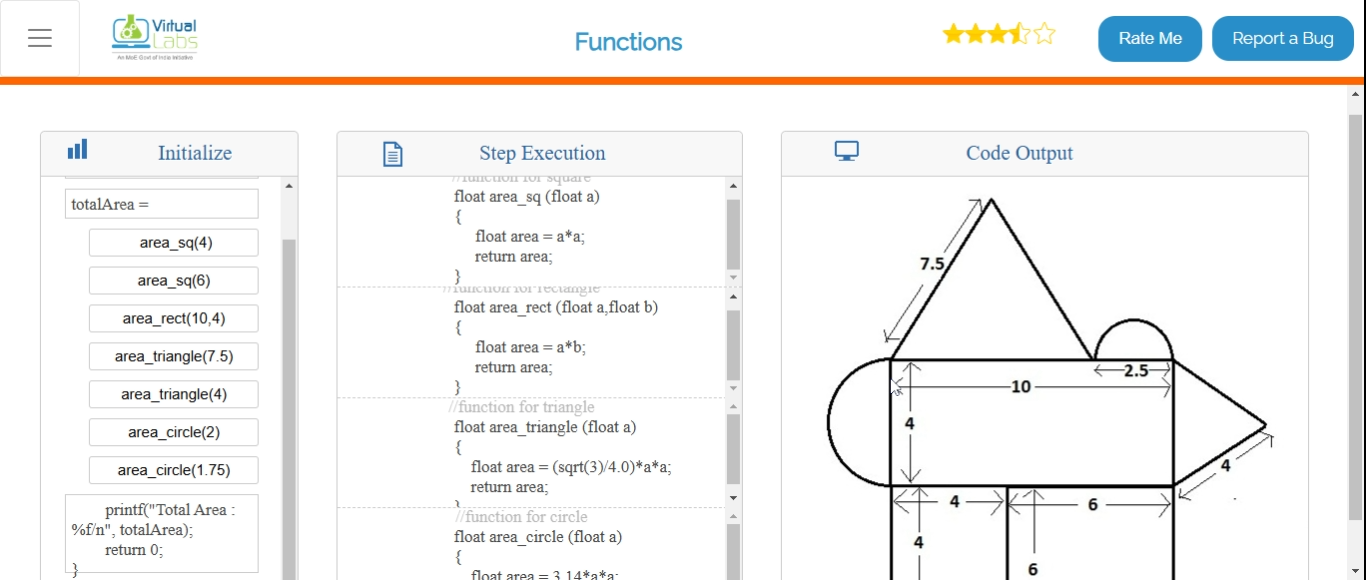 Virtual
Labs
An MoE Govt of India Initiative
Functions
Rate Me
Report a Bug
Initialize
totalArea =
area_sq(4)
area_sq(6)
area_rect(10,4)
area_triangle(7.5)
area_triangle(4)
area_circle(2)
area_circle(1.75)
printf("Total Area :
%f/n", totalArea);
return 0;
}
Step Execution
//function for square
float area_sq (float a)
{
float area = a*a;
return area;
}
//function for rectangle
float area_rect (float a,float b)
{
float area = a*b;
return area;
}
//function for triangle
float area_triangle (float a)
{
float area = (sqrt(3)/4.0)*a*a;
return area;
}
//function for circle
float area_circle (float a)
{
float area = 3.14*a*a;
Code Output
7.5
2.5
10
4
4
4
6
4
6